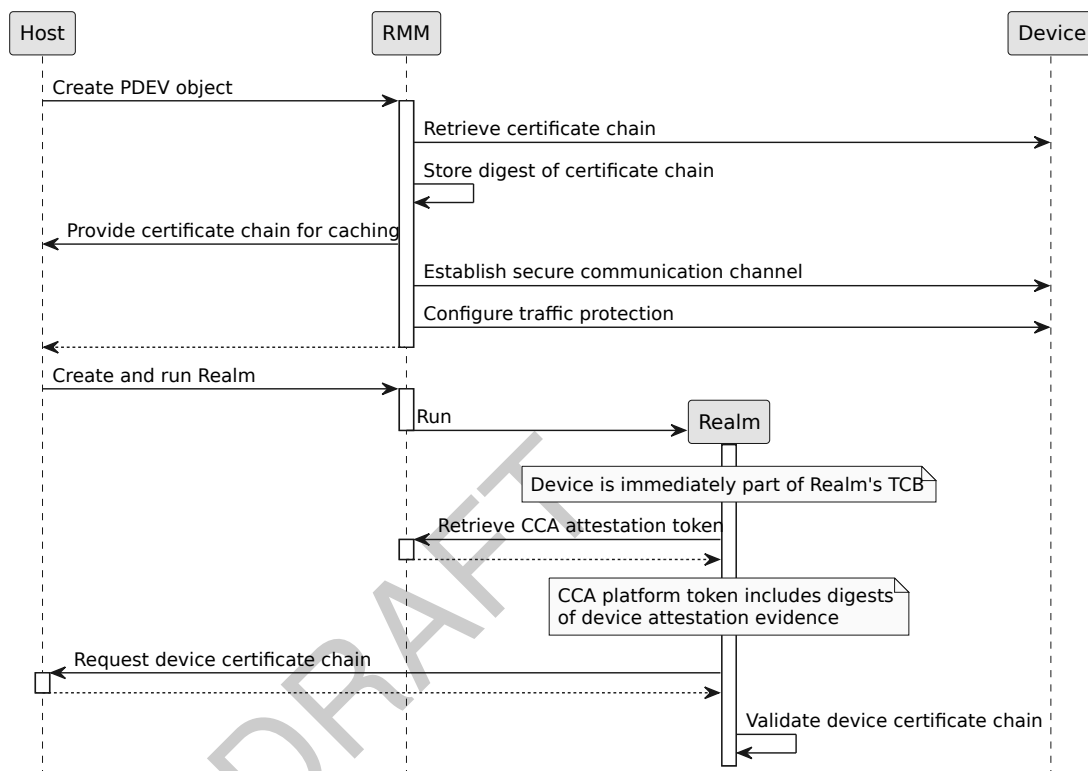 Host
RMM
Device
Create PDEV object
Retrieve certificate chain
Store digest of certificate chain
Provide certificate chain for caching
Establish secure communication channel
Configure traffic protection
Create and run Realm
Run
Realm
Device is immediately part of Realm's TCB
Retrieve CCA attestation token
CCA platform token includes digests
of device attestation evidence
Request device certificate chain
Validate device certificate chain
DRAFT